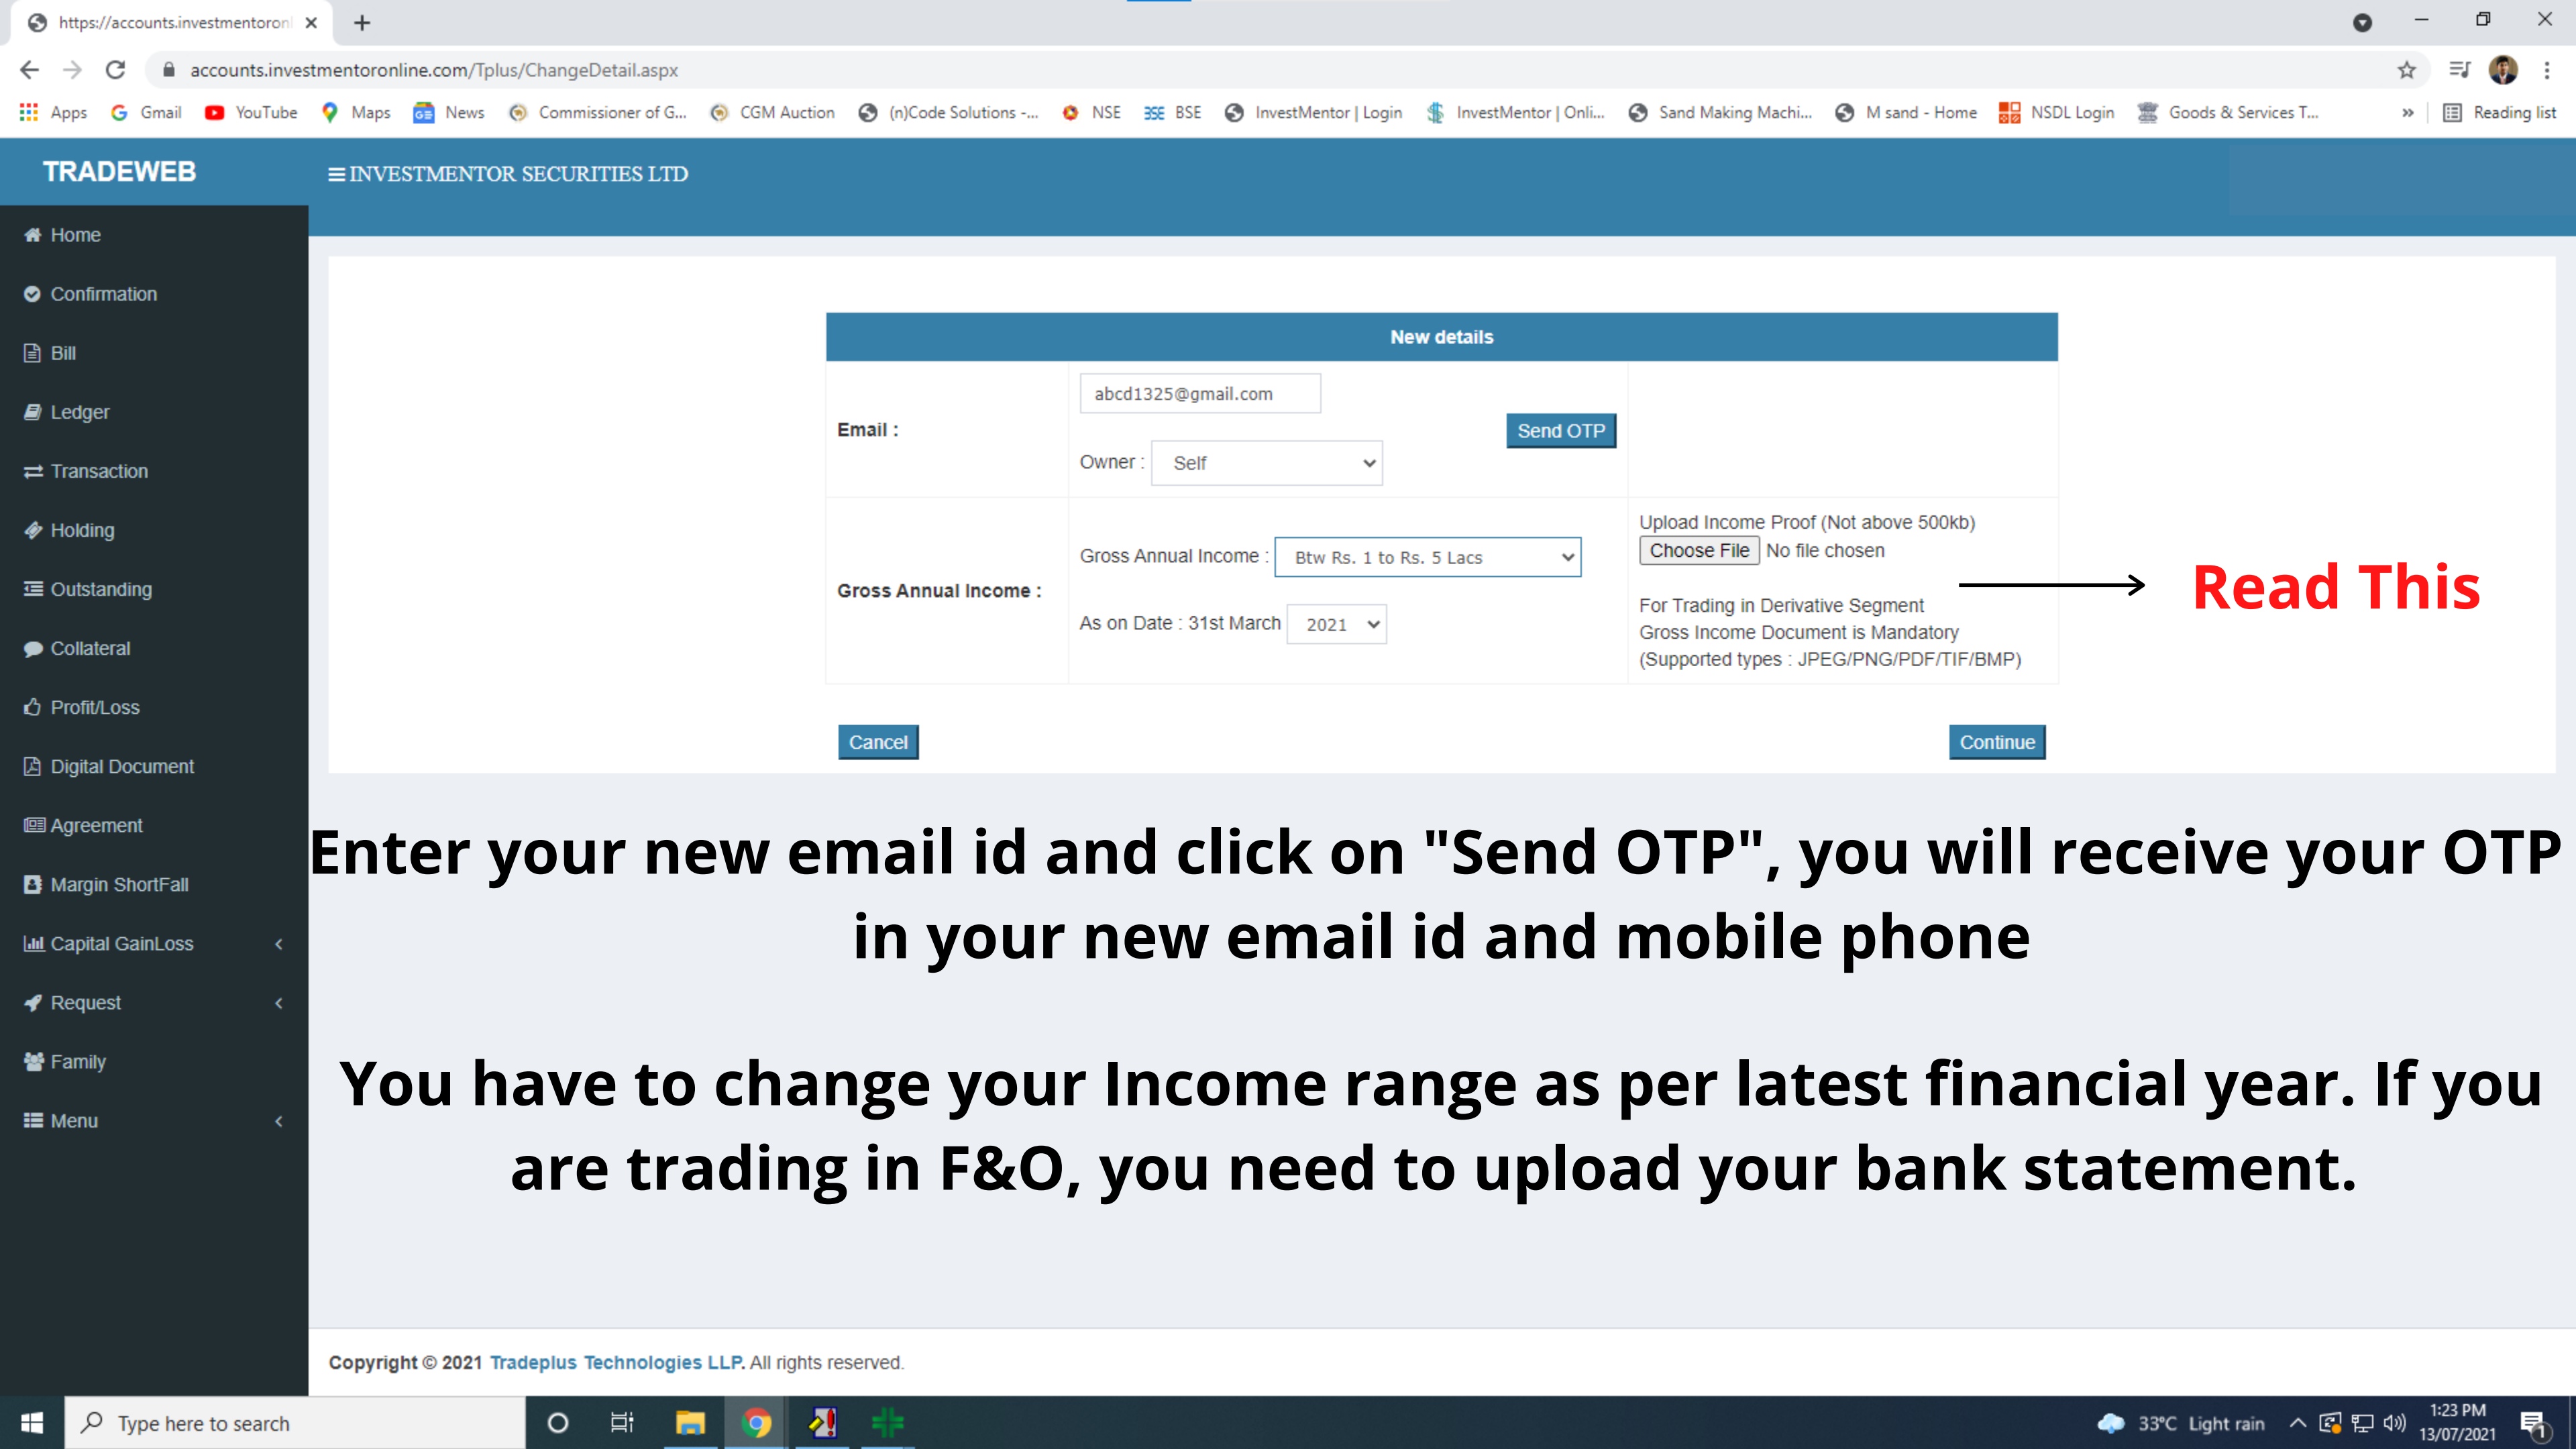 https://accounts.investmentoronl
accounts.investmentoronline.com/Tplus/ChangeDetail.aspx
Apps Gmail YouTube Maps News Commissioner of G... CGM Auction (n)Code Solutions -... NSE BSE InvestMentor | Login InvestMentor | Onli... Sand Making Machi... M sand - Home NSDL Login Goods & Services T... » Reading list
TRADEWEB
INVESTMENTOR SECURITIES LTD
Home
Confirmation
Bill
Ledger
Transaction
Holding
Outstanding
Collateral
Profit/Loss
Digital Document
Agreement
Margin ShortFall
Capital GainLoss
Request
Family
Menu
New details
Email :
abcd1325@gmail.com
Owner : Self
Send OTP
Gross Annual Income :
Gross Annual Income : Btw Rs. 1 to Rs. 5 Lacs
As on Date : 31st March 2021
Upload Income Proof (Not above 500kb)
Choose File No file chosen
For Trading in Derivative Segment
Gross Income Document is Mandatory
(Supported types : JPEG/PNG/PDF/TIF/BMP)
Read This
Cancel
Continue
Enter your new email id and click on "Send OTP", you will receive your OTP
in your new email id and mobile phone
You have to change your Income range as per latest financial year. If you
are trading in F&O, you need to upload your bank statement.
Copyright © 2021 Tradeplus Technologies LLP. All rights reserved.
Type here to search
33°C Light rain
1:23 PM
13/07/2021
1